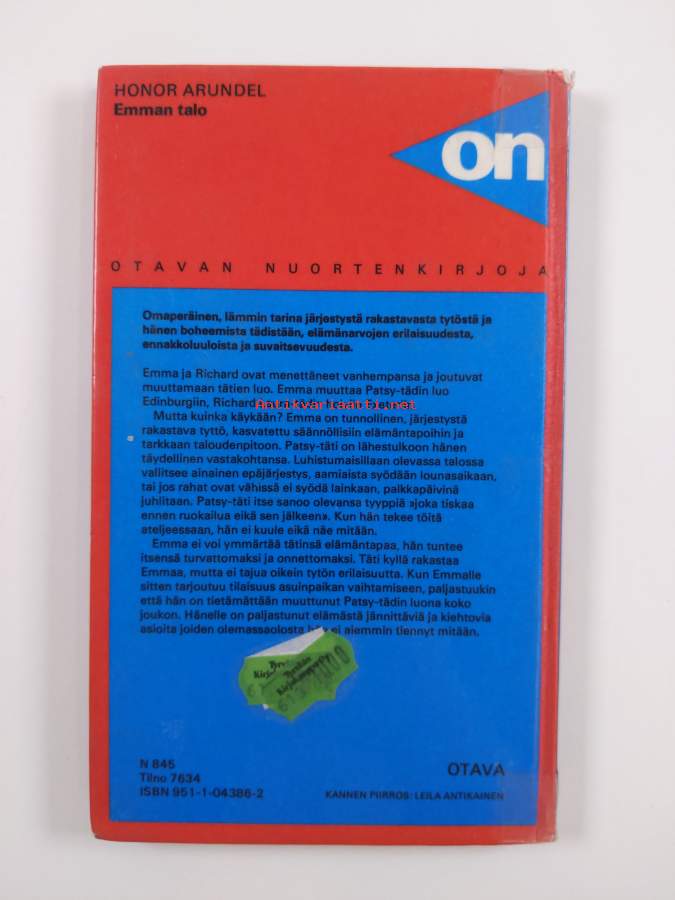 HONOR ARUNDEL
Emman talo
on
OTAVAN NUORTENKIRJOJA
Omaperäinen, lämmin tarina järjestystä rakastavasta tytöstä ja
hänen boheemista tädistään, elämänarvojen erilaisuudesta,
ennakkoluuloista ja suvaitsevuudesta.
Emma ja Richard ovat menettäneet vanhempansa ja joutuvat
muuttamaan tätien luo. Emma muuttaa Patsy-tädin luo
Edinburgiin, Richard
Antikvariaatti.net
Mutta kuinka käykään? Emma on tunnollinen, järjestystä
rakastava tyttö, kasvatettu säännöllisiin elämäntapoihin ja
tarkkaan taloudenpitoon. Patsy-täti on lähestulkoon hänen
täydellinen vastakohtansa. Luhistumaisillaan olevassa talossa
vallitsee ainainen epäjärjestys, aamiaista syödään lounasaikaan,
tai jos rahat ovat vähissä ei syödä lainkaan, palkkapäivinä
juhlitaan. Patsy-täti itse sanoo olevansa tyyppiä »joka tiskaa
ennen ruokailua eikä sen jälkeen». Kun hän tekee töitä
ateljeessaan, hän ei kuule eikä näe mitään.
Emma ei voi ymmärtää tätinsä elämäntapaa, hän tuntee
itsensä turvattomaksi ja onnettomaksi. Täti kyllä rakastaa
Emmaa, mutta ei tajua oikein tytön erilaisuutta. Kun Emmalle
sitten tarjoutuu tilaisuus asuinpaikan vaihtamiseen, paljastuukin
että hän on tietämättään muuttunut Patsy-tädin luona koko
joukon. Hänelle on paljastunut elämästä jännittäviä ja kiehtovia
asioita joiden olemassaolosta hän ei aiemmin tiennyt mitään.
N 845
Tilno 7634
ISBN 951-1-04386-2
OTAVA
KANNEN PIIRROS: LEILA ANTIKAINEN